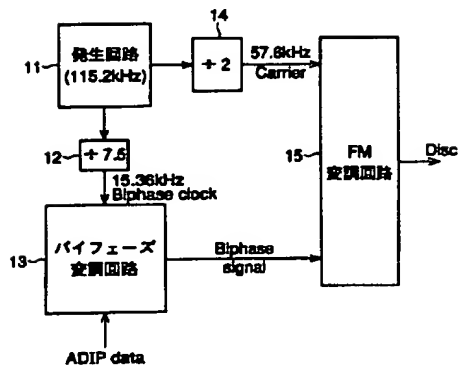 14
発生回路
(115.2kHz)
11
÷2
57.6kHz
Carrier
12
÷7.5
15.36kHz
Biphase clock
15
FM
変調回路
Disc
13
バイフェーズ
変調回路
Biphase
signal
ADIP data